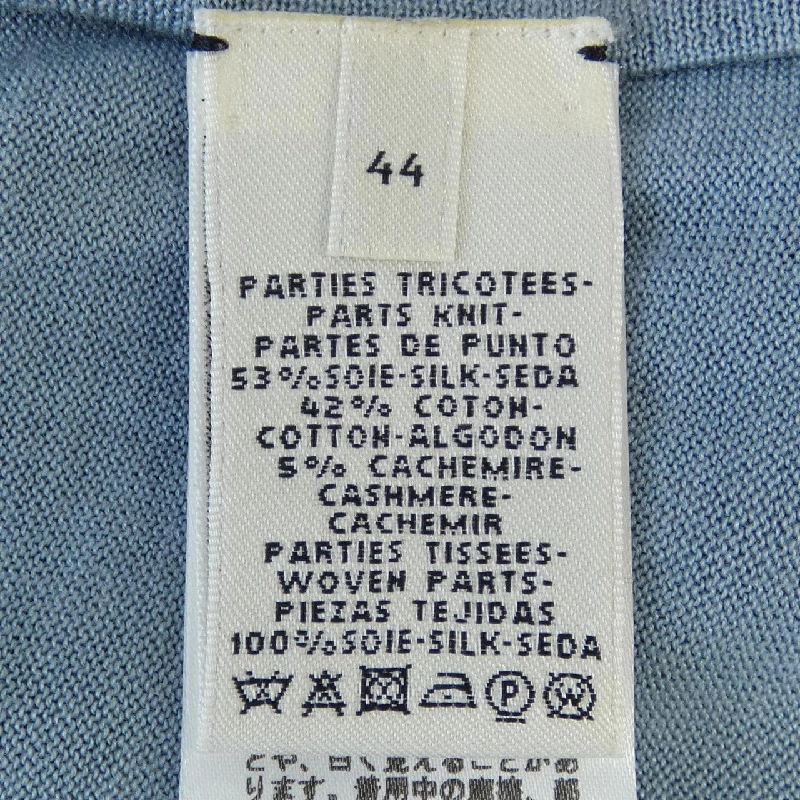 44
PARTIES TRICOTEES-
PARTS KNIT-
PARTES DE PUNTO
53%SOIE-SILK-SEDA
42% COTON-
COTTON-ALGODON
5% CACHEMIRE-
CASHMERE-
CACHEMIR
PARTIES TISSEES-
WOVEN PARTS-
PIEZAS TEJIDAS
100%SOIE-SILK-SEDA
P W
ります。着用中の摩擦、